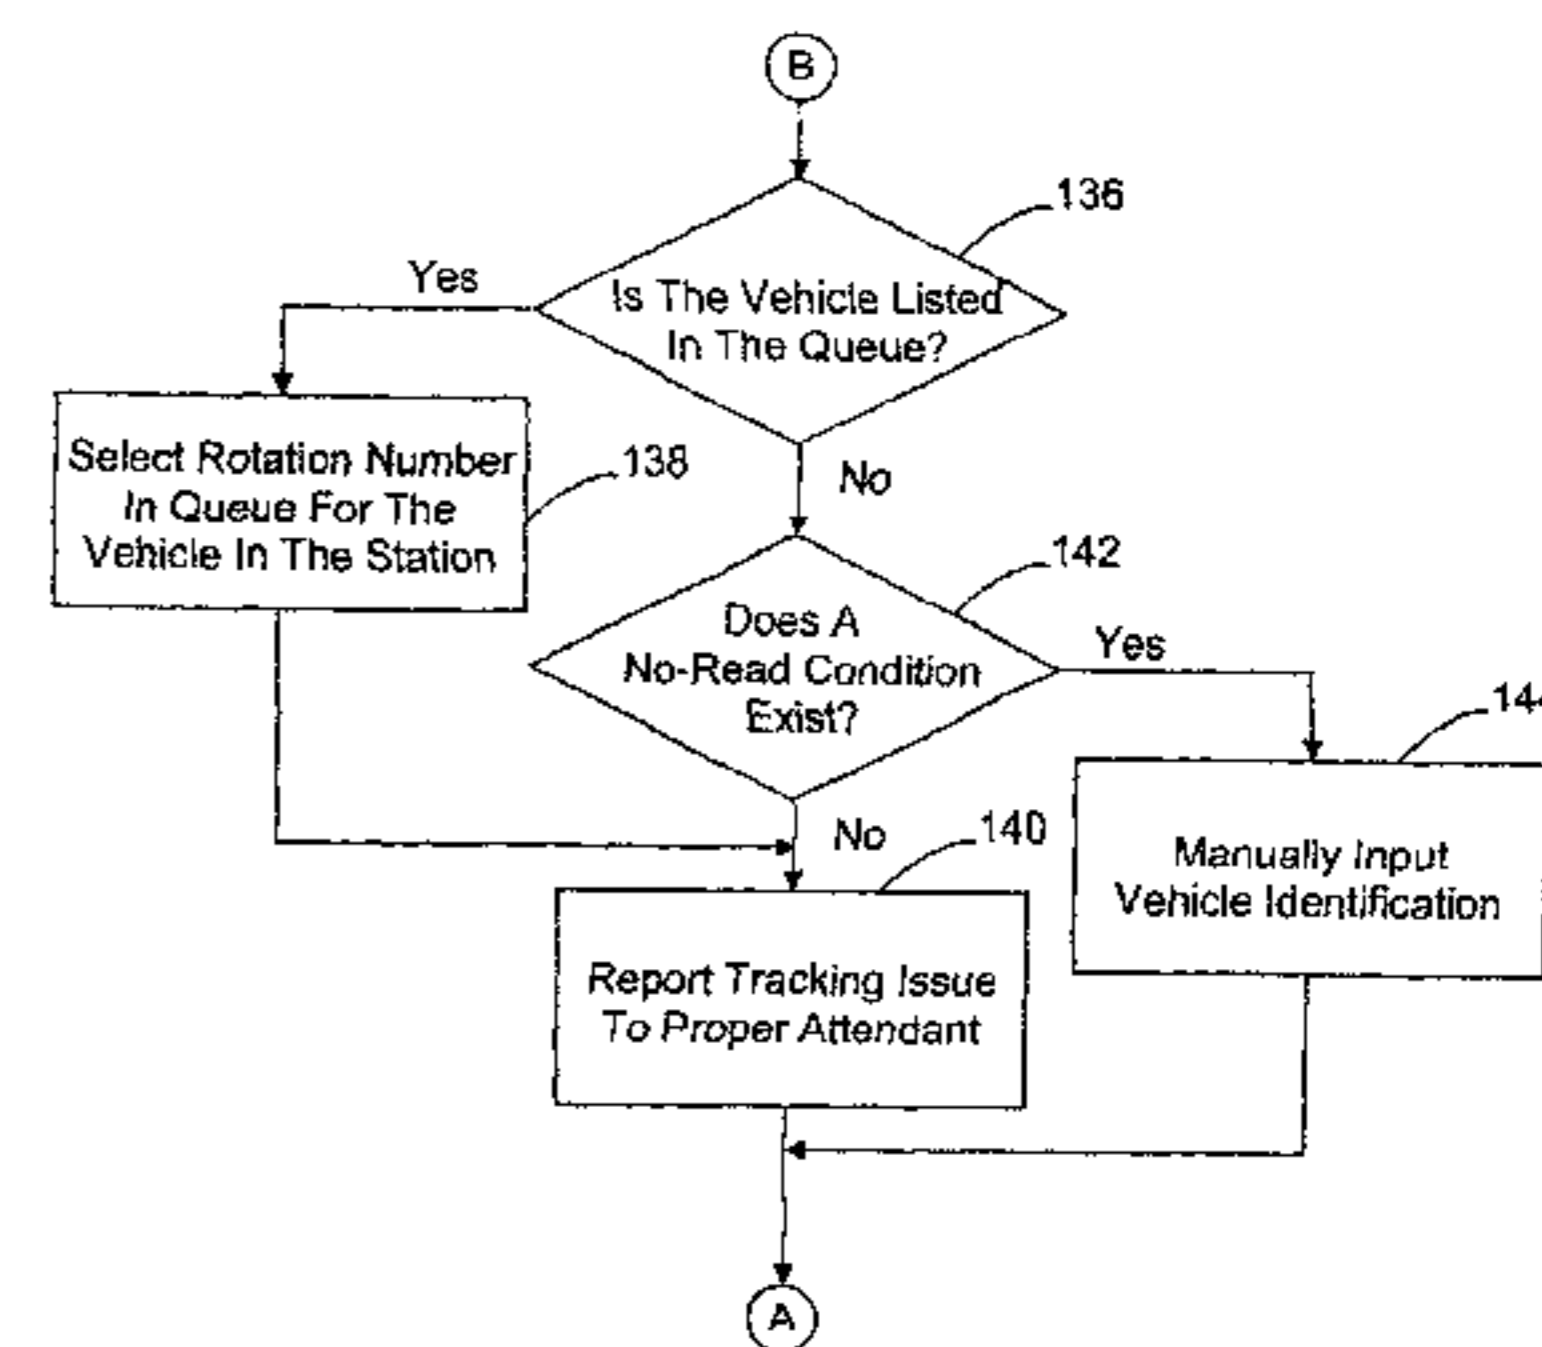 B
136
Yes
Is The Vehicle Listed
In The Queue?
Select Rotation Number
In Queue For The
Vehicle In The Station
138
No
142
Does A
No-Read Condition
Exist?
Yes
144
Manually Input
Vehicle Identification
No
140
Report Tracking Issue
To Proper Attendant
A